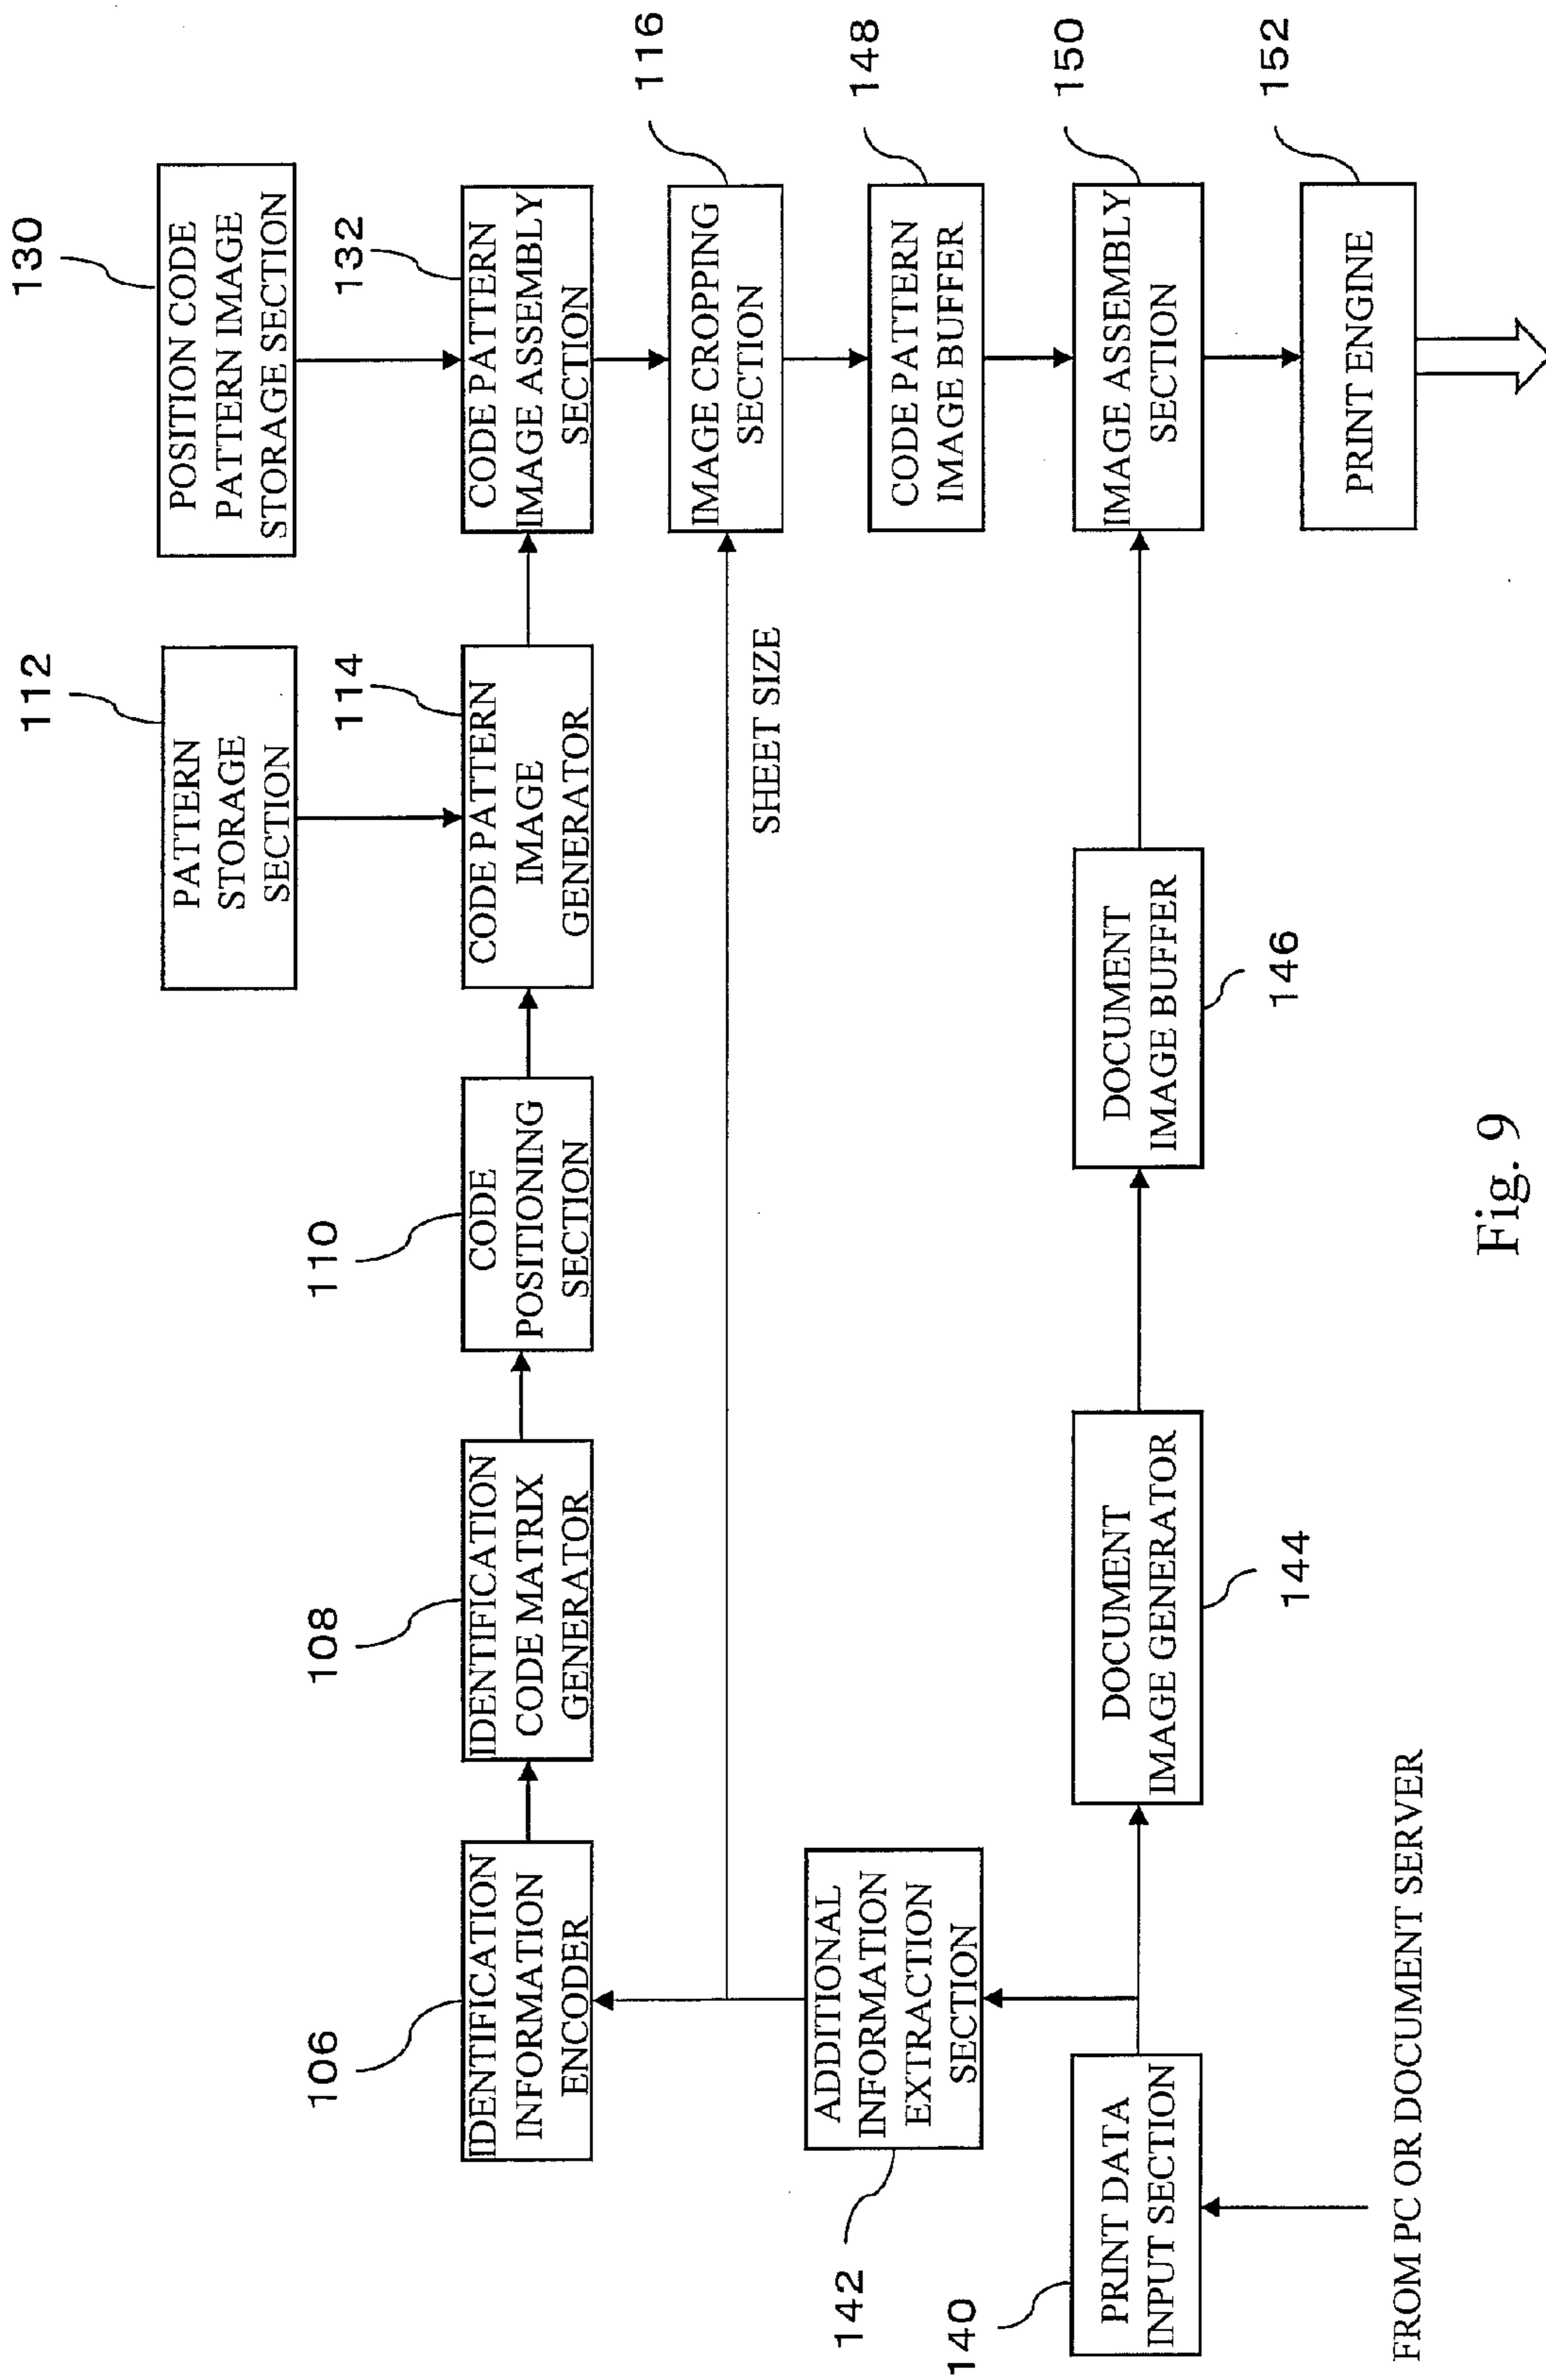 130
POSITION CODE
PATTERN IMAGE
STORAGE SECTION
112
PATTERN
STORAGE
SECTION
132
CODE PATTERN
IMAGE ASSEMBLY
SECTION
114
CODE PATTERN
IMAGE
GENERATOR
110
CODE
POSITIONING
SECTION
108
IDENTIFICATION
CODE MATRIX
GENERATOR
106
IDENTIFICATION
INFORMATION
ENCODER
116
IMAGE CROPPING
SECTION
SHEET SIZE
148
CODE PATTERN
IMAGE BUFFER
142
ADDITIONAL
INFORMATION
EXTRACTION
SECTION
140
PRINT DATA
INPUT SECTION
144
DOCUMENT
IMAGE GENERATOR
146
DOCUMENT
IMAGE BUFFER
150
IMAGE ASSEMBLY
SECTION
152
PRINT ENGINE
FROM PC OR DOCUMENT SERVER
Fig. 9